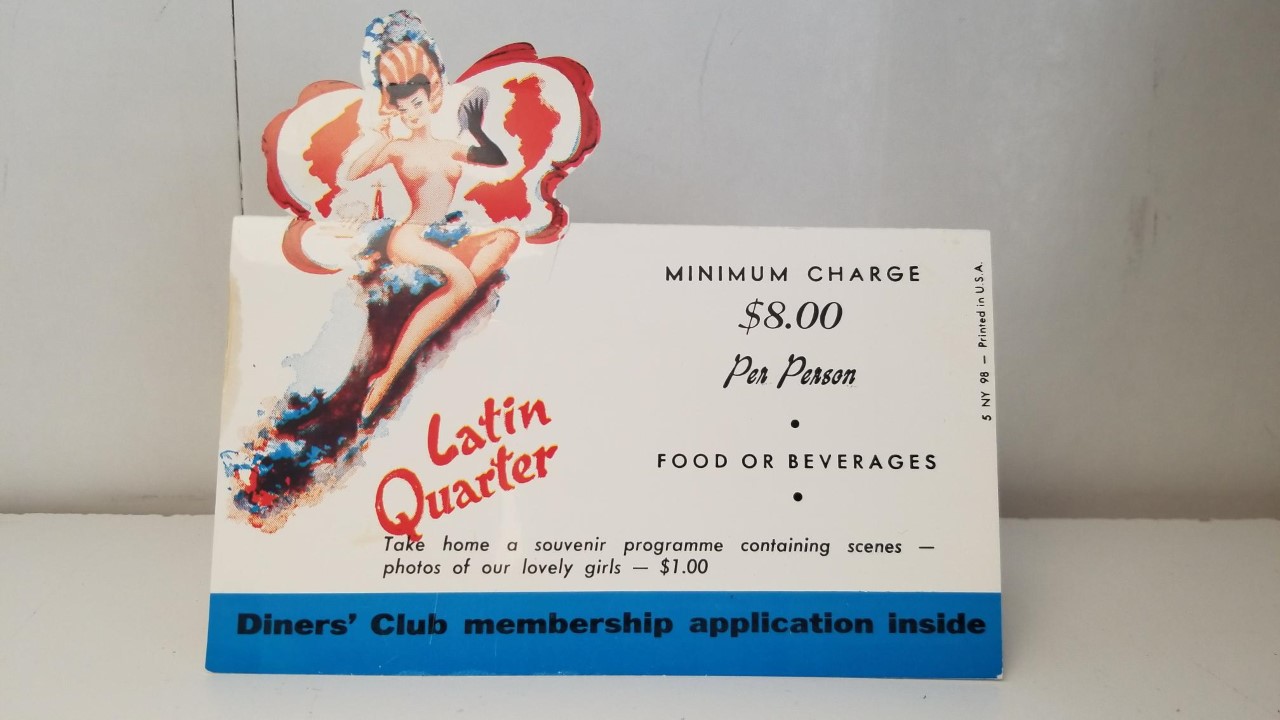 MINIMUM CHARGE
$8.00
Per Person
•
FOOD OR BEVERAGES
•
Latin
Quarter
Take home a souvenir programme containing scenes —
photos of our lovely girls — $1.00
Diners' Club membership application inside
5 NY 98 — Printed in U.S.A.